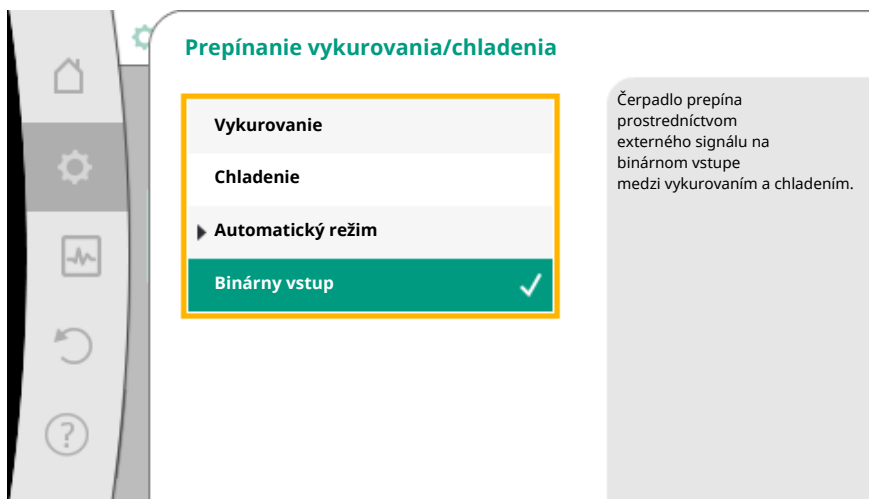 Prepínanie vykurovania/chladenia
Vykurovanie
Chladenie
Automatický režim
Binárny vstup
Čerpadlo prepína
prostredníctvom
externého signálu na
binárnom vstupe
medzi vykurovaním a chladením.
?